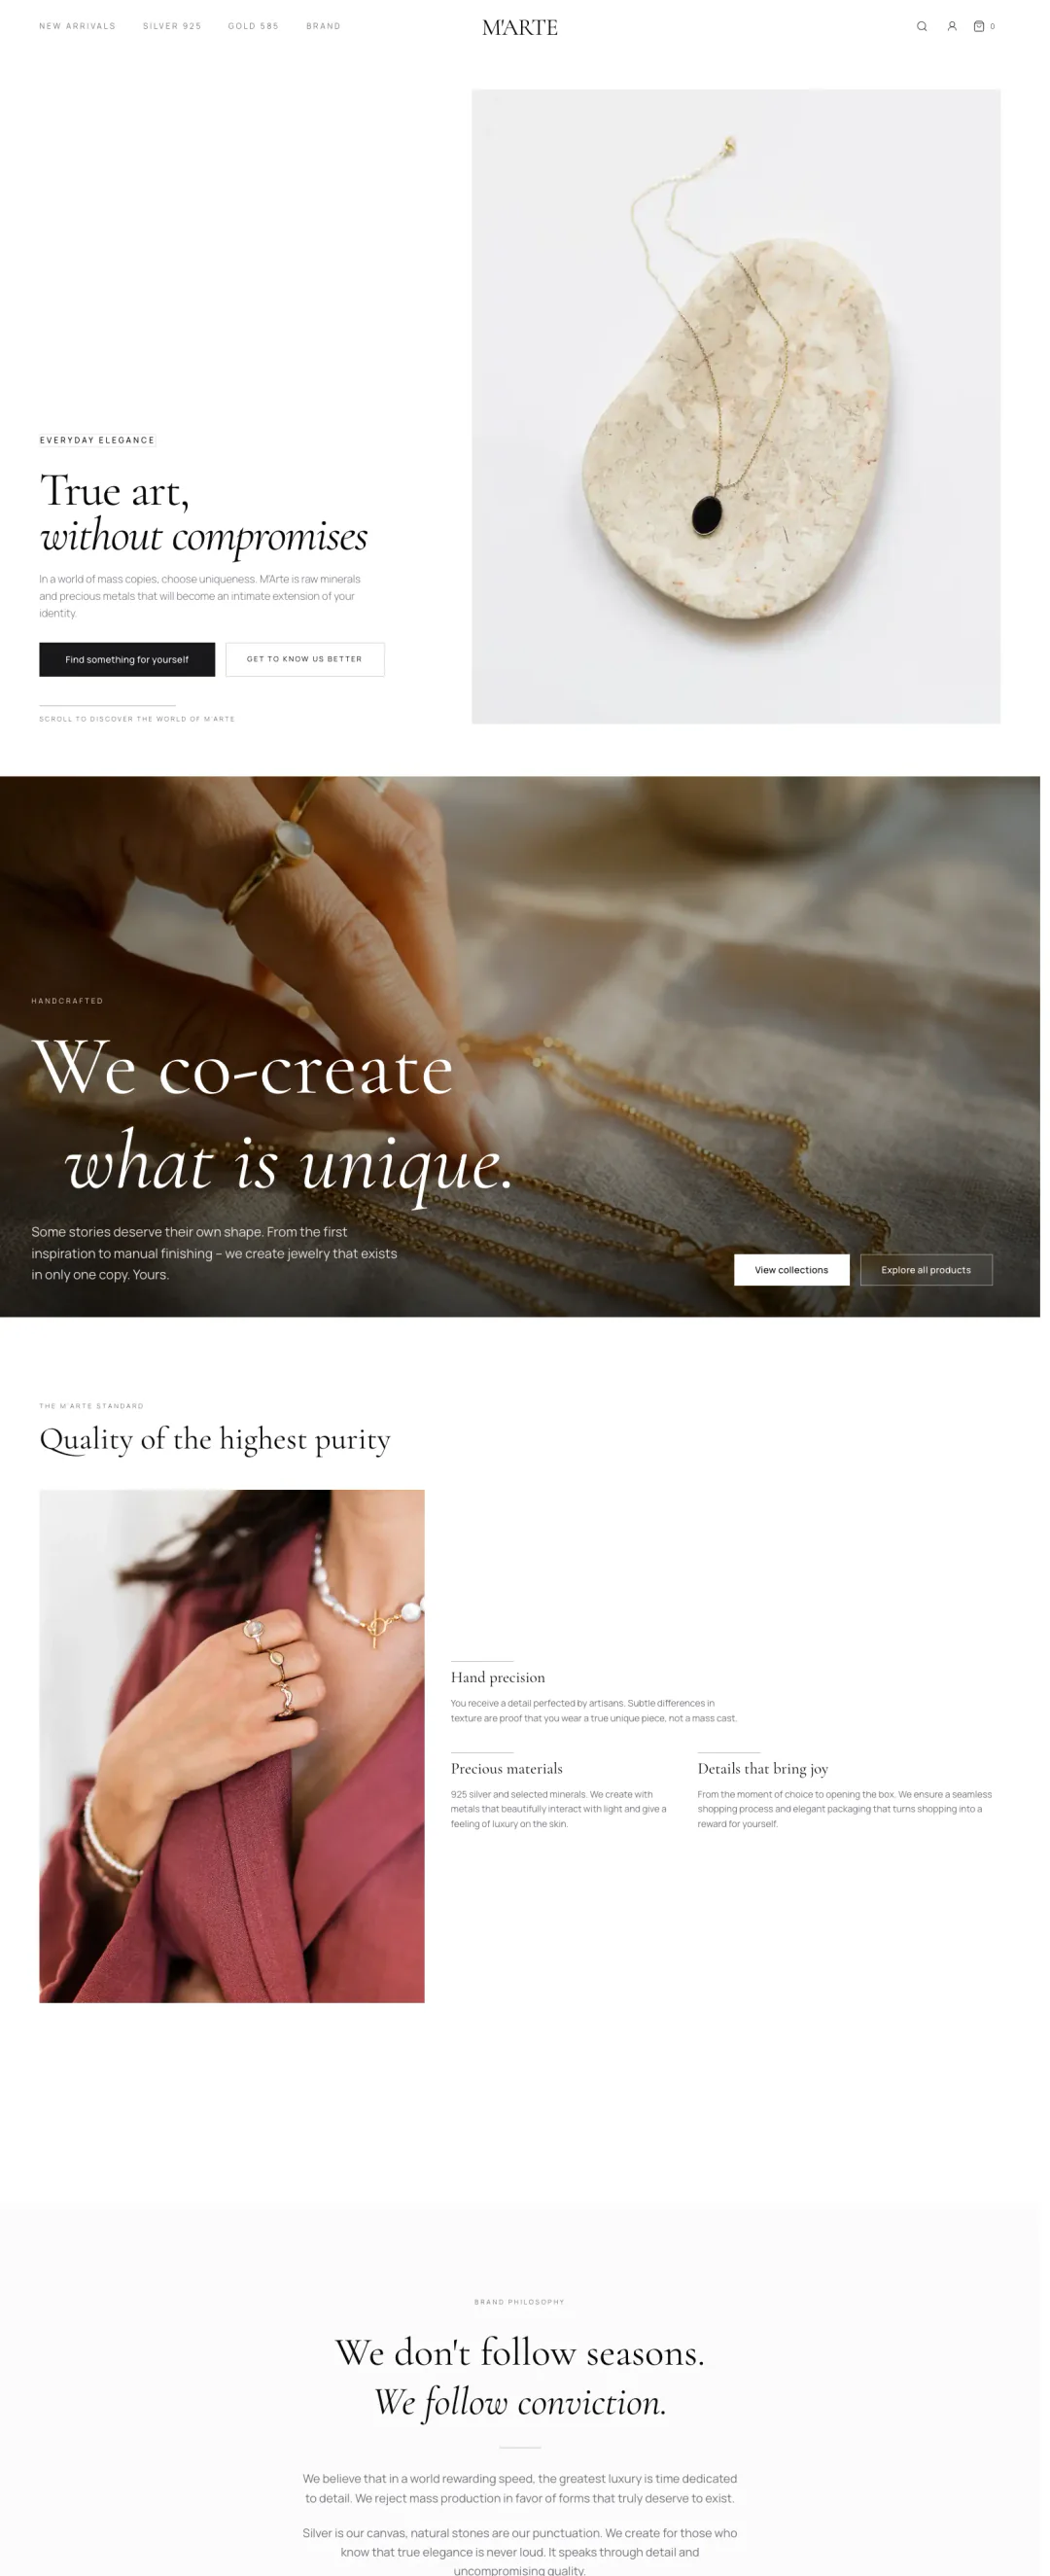 NEW ARRIVALS SILVER 925 GOLD 585 BRAND M'ARTE 0
EVERYDAY ELEGANCE
True art,
without compromises
In a world of mass copies, choose uniqueness. M'Arte is raw minerals
and precious metals that will become an intimate extension of your
identity.
Find something for yourself GET TO KNOW US BETTER
SCROLL TO DISCOVER THE WORLD OF M'ARTE
HANDCRAFTED
We co-create
what is unique.
Some stories deserve their own shape. From the first
inspiration to manual finishing – we create jewelry that exists
in only one copy. Yours.
View collections Explore all products
THE M'ARTE STANDARD
Quality of the highest purity
Hand precision
You receive a detail perfected by artisans. Subtle differences in
texture are proof that you wear a true unique piece, not a mass cast.
Precious materials
925 silver and selected minerals. We create with
metals that beautifully interact with light and give a
feeling of luxury on the skin.
Details that bring joy
From the moment of choice to opening the box. We ensure a seamless
shopping process and elegant packaging that turns shopping into a
reward for yourself.
BRAND PHILOSOPHY
We don't follow seasons.
We follow conviction.
We believe that in a world rewarding speed, the greatest luxury is time dedicated
to detail. We reject mass production in favor of forms that truly deserve to exist.
Silver is our canvas, natural stones are our punctuation. We create for those who
know that true elegance is never loud. It speaks through detail and
uncompromising quality.